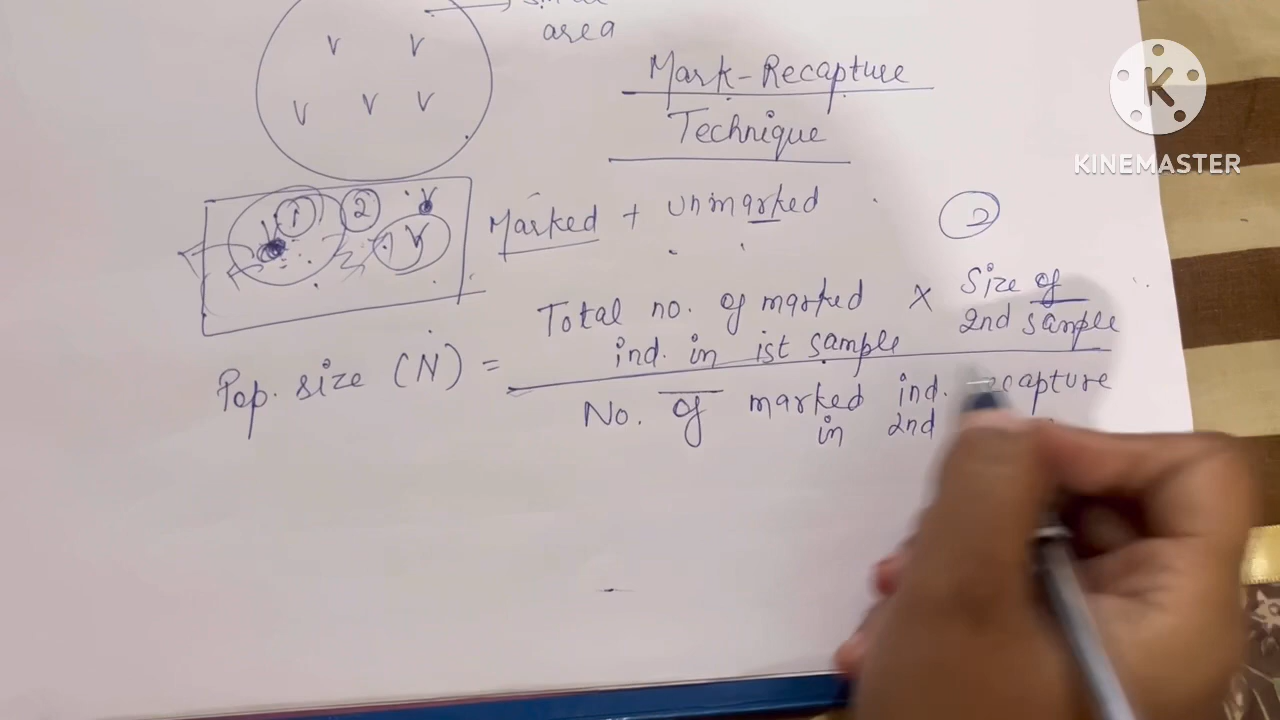 area
Mark-Recapture
Technique
V V
V V V
V 1 2 V V
Marked + Unmarked
2
Total no. of marked × Size of
ind. in ist sample 2nd sample
Pop. size (N) =
No. of marked ind. recapture
in 2nd
K
KINEMASTER